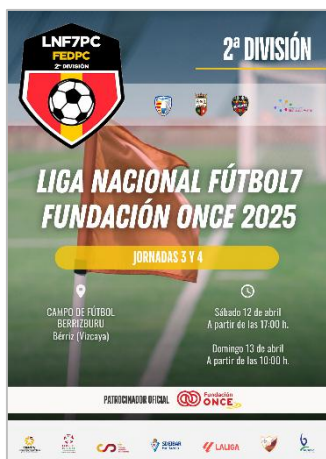 LNF7PC
FEDPC
2ª DIVISIÓN
2ª DIVISIÓN
LIGA NACIONAL FÚTBOL7
FUNDACIÓN ONCE 2025
JORNADAS 3 Y 4
CAMPO DE FÚTBOL
BERRIZBURU
Bérriz (Vizcaya)
Sábado 12 de abril
A partir de las 17:00 h.
Domingo 13 de abril
A partir de las 10:00 h.
PATROCINADOR OFICIAL
Fundación
ONCE
LALIGA